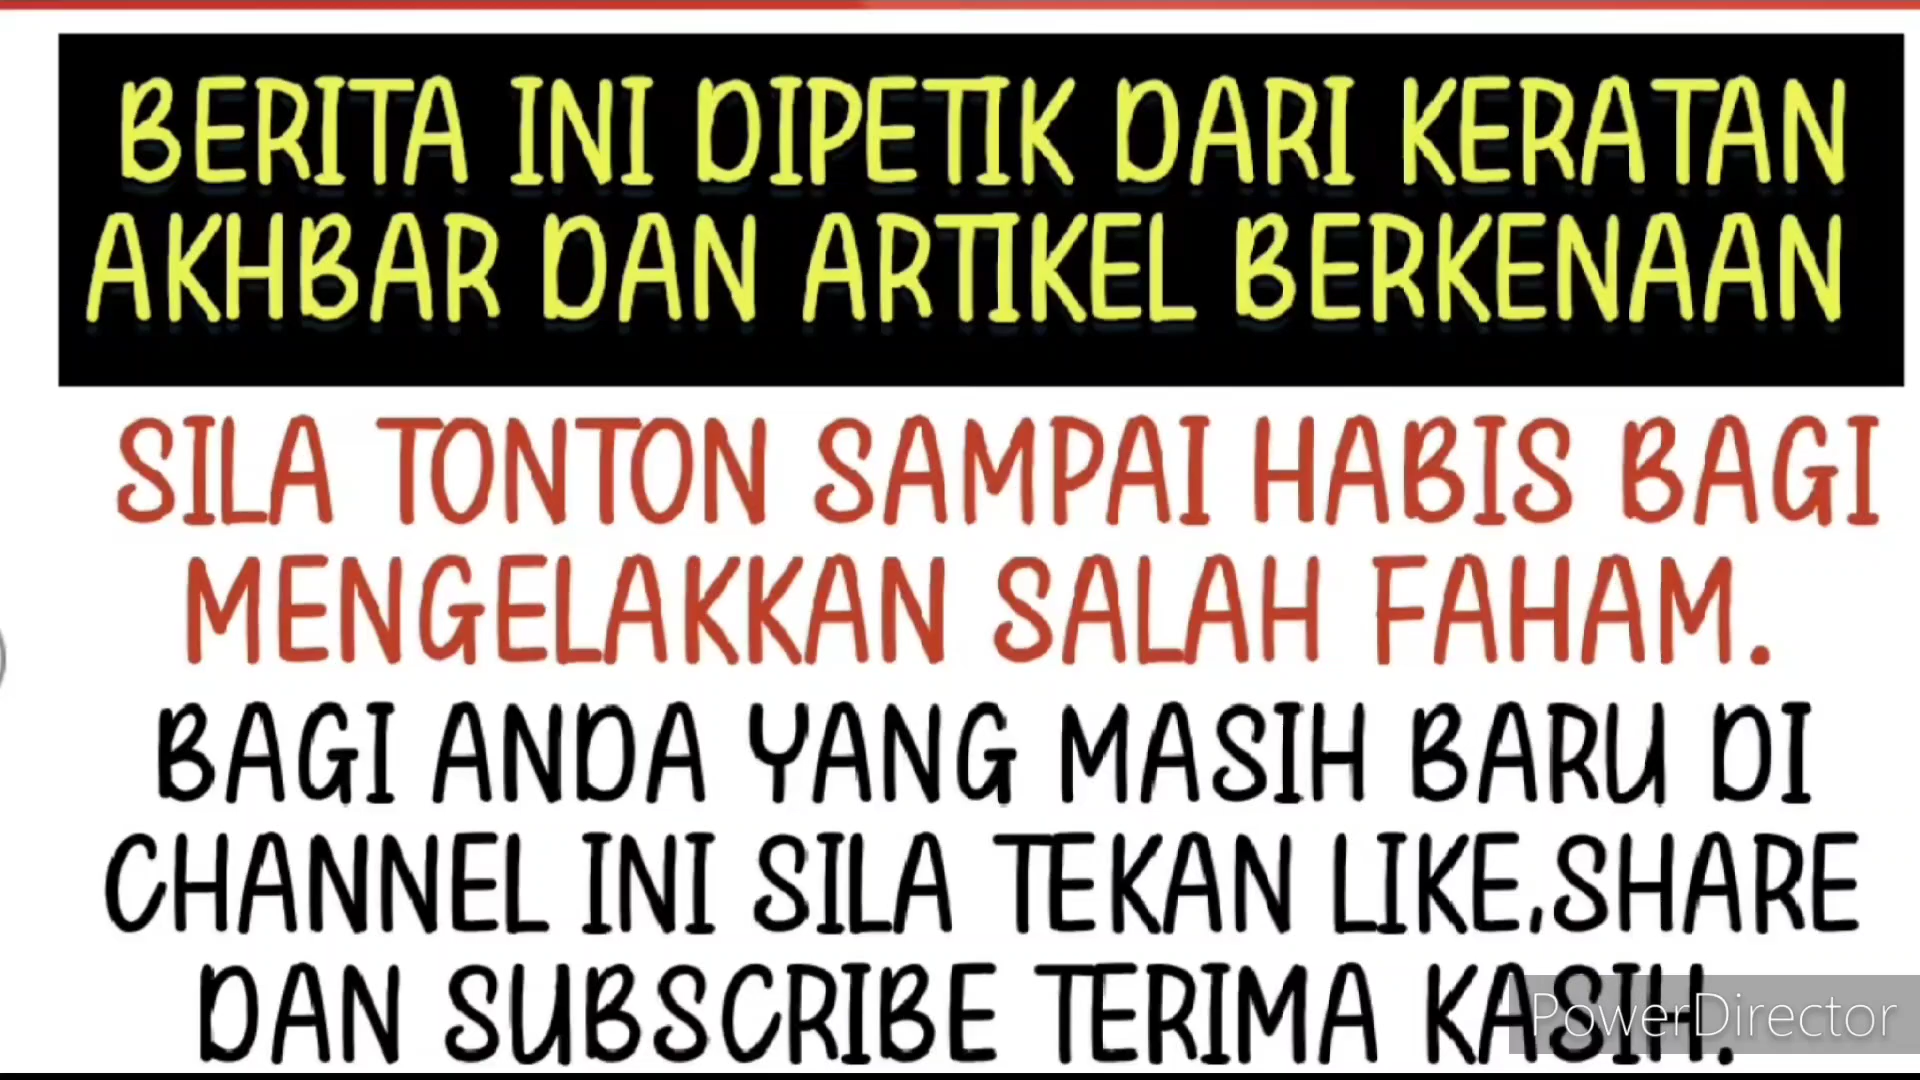 BERITA INI DIPETIK DARI KERATAN
AKHBAR DAN ARTIKEL BERKENAAN
SILA TONTON SAMPAI HABIS BAGI
MENGELAKKAN SALAH FAHAM.
BAGI ANDA YANG MASIH BARU DI
CHANNEL INI SILA TEKAN LIKE,SHARE
DAN SUBSCRIBE TERIMA KASIH.
PowerDirector